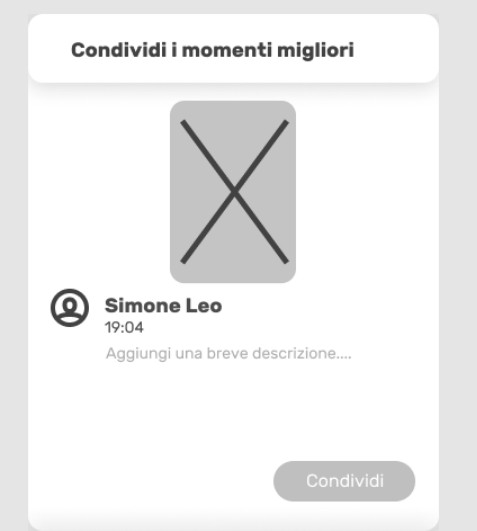 Condividi i momenti migliori
Simone Leo
19:04
Aggiungi una breve descrizione....
Condividi